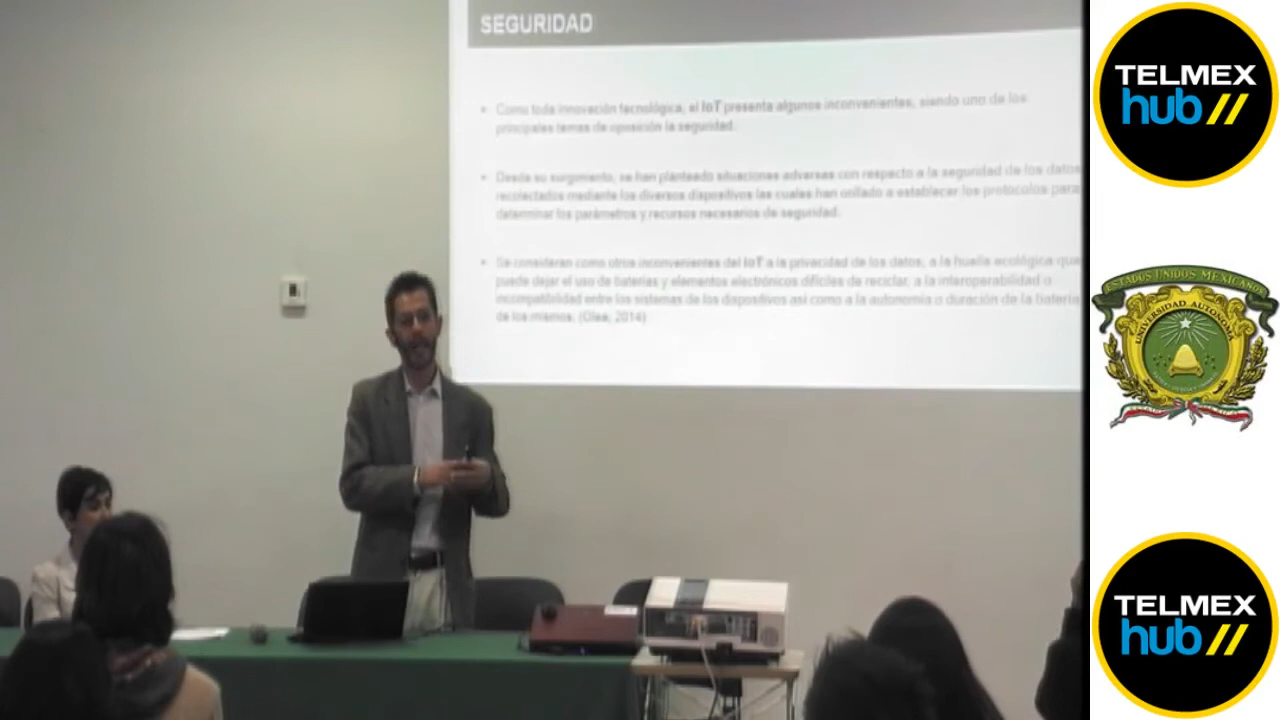 SEGURIDAD
• Como toda innovación tecnológica, el IoT presenta algunos inconvenientes, siendo uno de los
principales temas de oposición la seguridad.
• Desde su surgimiento, se han planteado situaciones adversas con respecto a la seguridad de los datos
recolectados mediante los diversos dispositivos las cuales han orillado a establecer los protocolos para
determinar los parámetros y recursos necesarios de seguridad.
• Se consideran como otros inconvenientes del IoT a la privacidad de los datos, a la huella ecológica que
puede dejar el uso de baterías y elementos electrónicos difíciles de reciclar, a la interoperabilidad o
incompatibilidad entre los sistemas de los dispositivos así como a la autonomía o duración de la batería
de los mismos. (Olea, 2014)
TELMEX
hub//
ESTADOS UNIDOS MEXICANOS
UNIVERSIDAD AUTONOMA
TELMEX
hub//